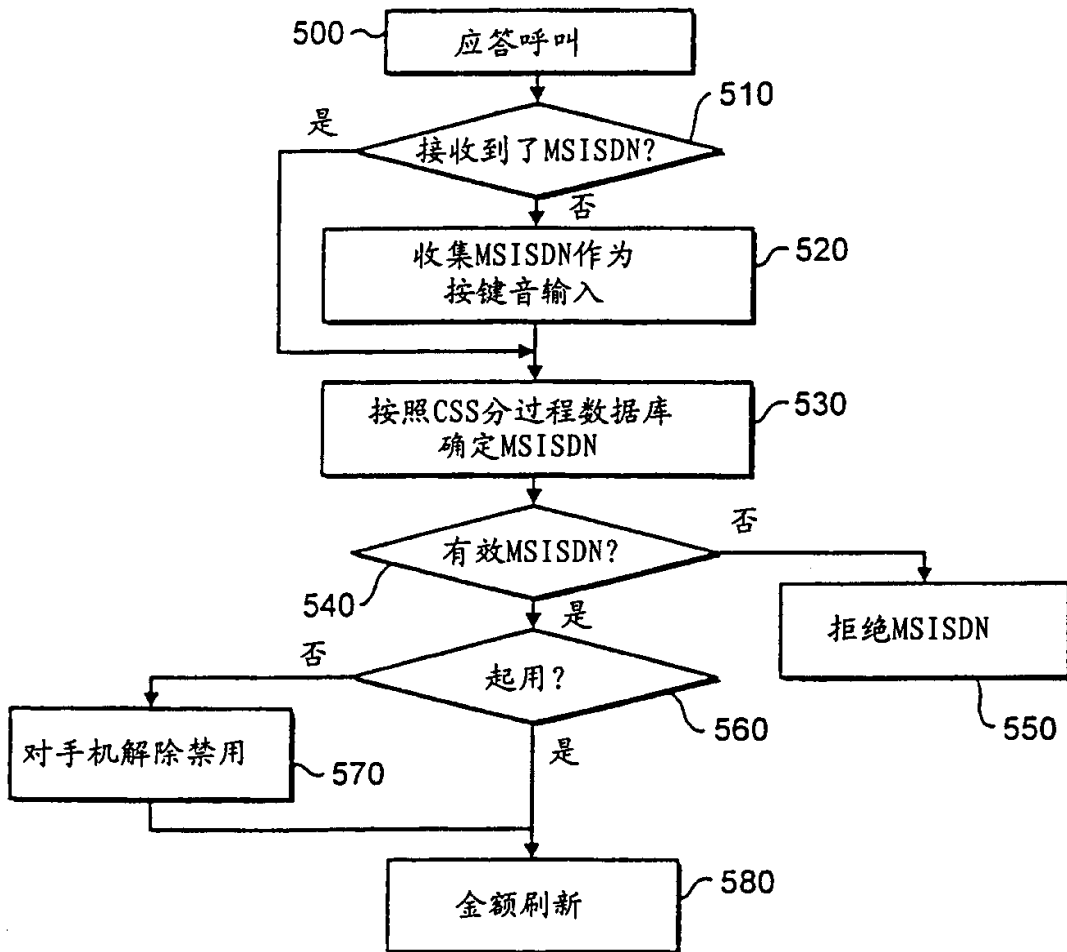 500
应答呼叫
510
是
接收到了MSISDN?
否
收集MSISDN作为
按键音输入
520
按照CSS分过程数据库
确定MSISDN
530
否
有效MSISDN?
540
是
拒绝MSISDN
550
否
起用?
560
是
对手机解除禁用
570
金额刷新
580